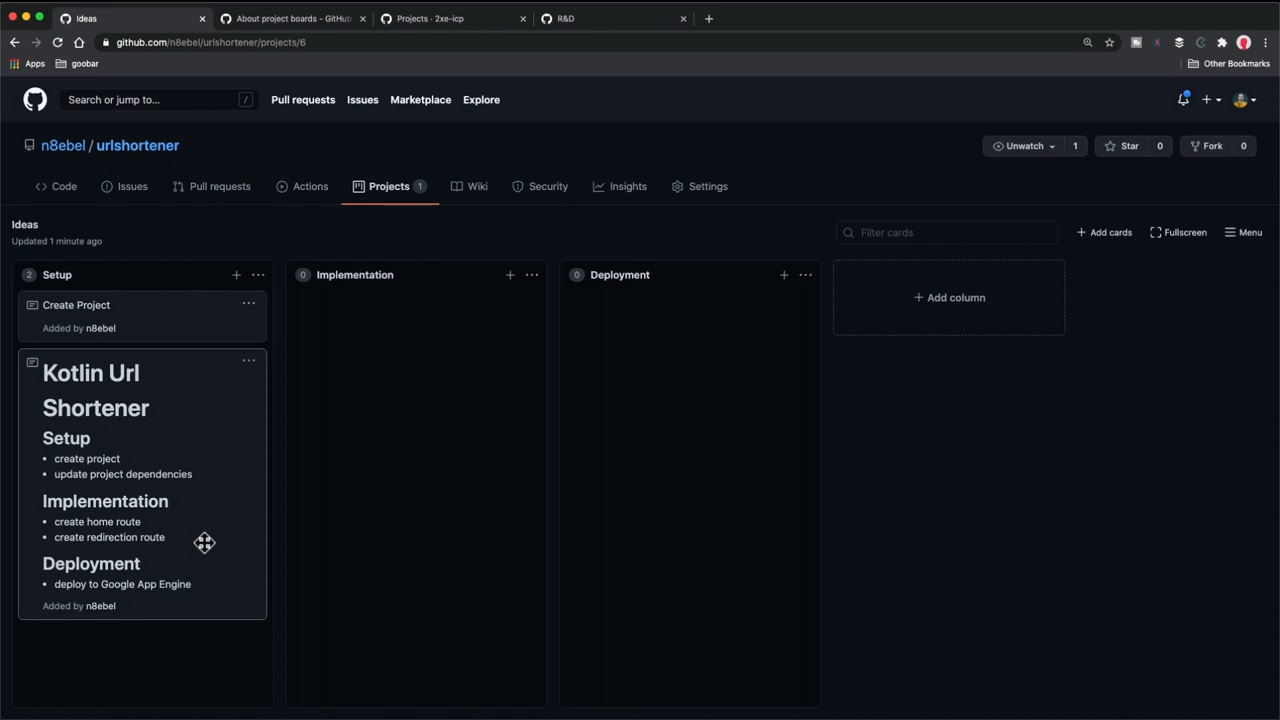 Ideas
About project boards - GitHub
Projects · 2xe-icp
R&D
github.com/n8ebel/urlshortener/projects/6
Apps
goobar
Other Bookmarks
Search or jump to...
/
Pull requests
Issues
Marketplace
Explore
n8ebel / urlshortener
Unwatch
1
Star
0
Fork
0
Code
Issues
Pull requests
Actions
Projects 1
Wiki
Security
Insights
Settings
Ideas
Updated 1 minute ago
Filter cards
+ Add cards
Fullscreen
Menu
2 Setup
Create Project
Added by n8ebel
Kotlin Url
Shortener
Setup
• create project
• update project dependencies
Implementation
• create home route
• create redirection route
Deployment
• deploy to Google App Engine
Added by n8ebel
0 Implementation
0 Deployment
+ Add column